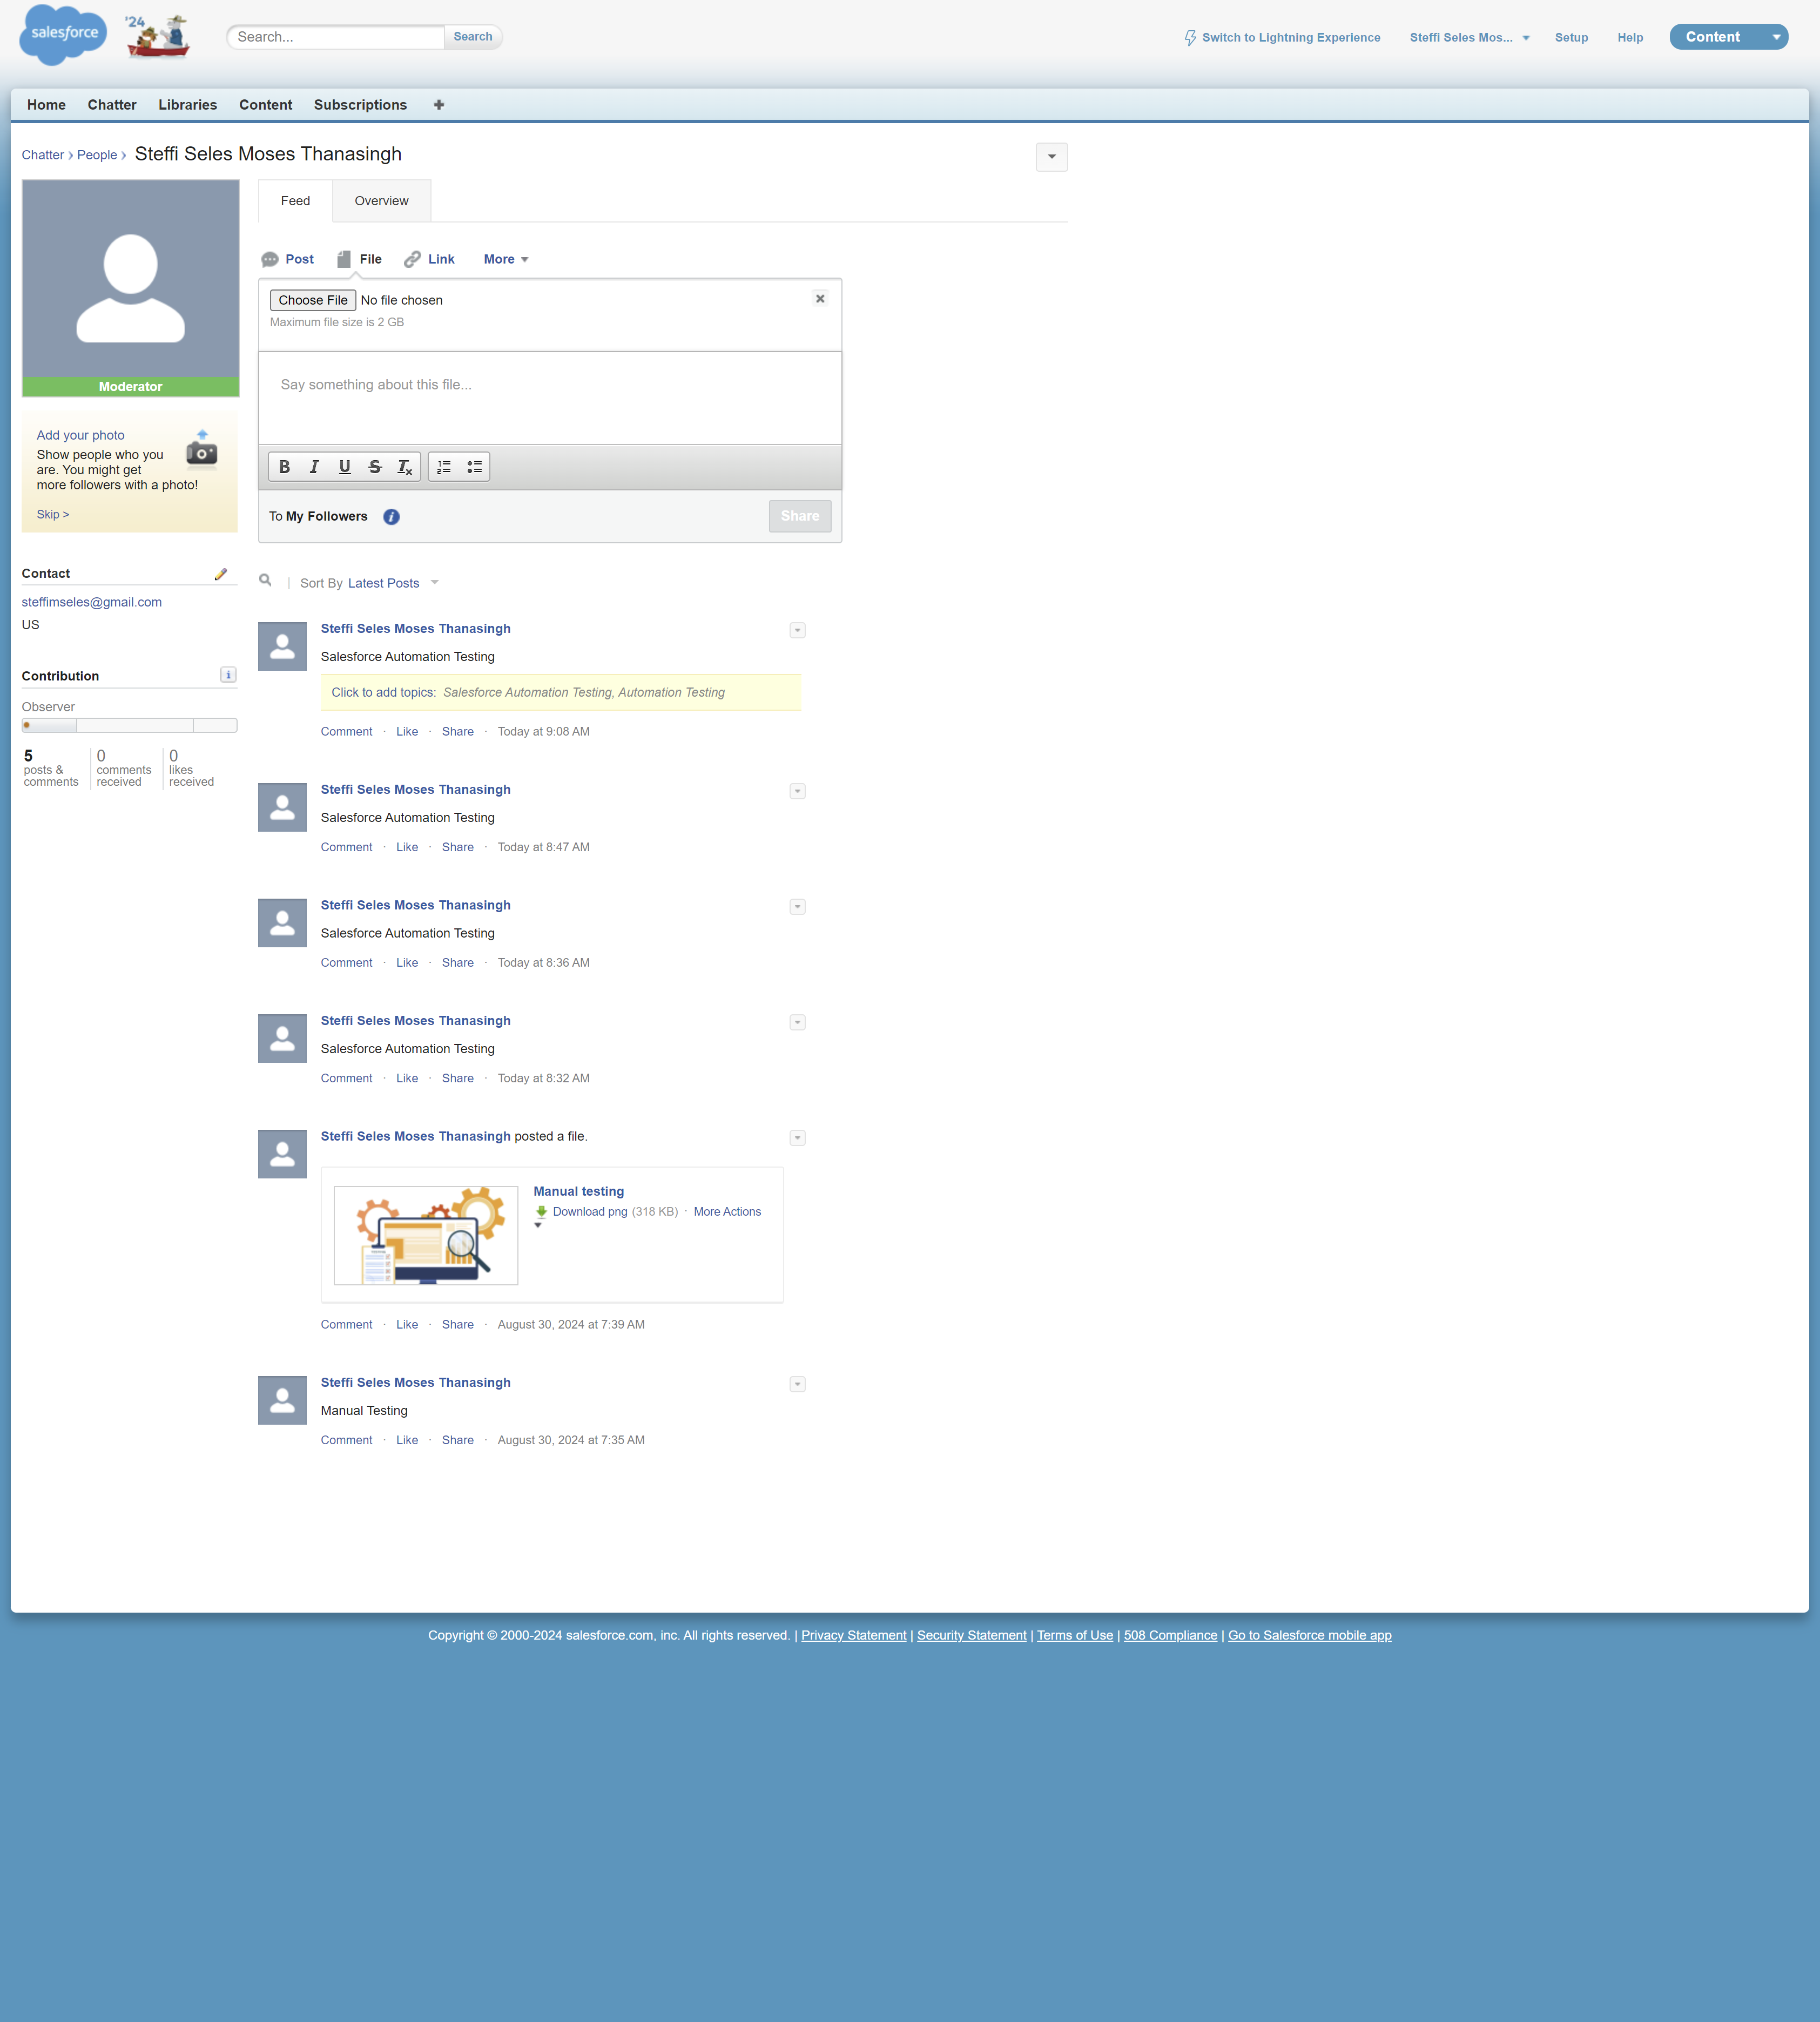 salesforce
'24
Search...
Search
Switch to Lightning Experience
Steffi Seles Mos...
Setup
Help
Content
Home
Chatter
Libraries
Content
Subscriptions
Chatter › People › Steffi Seles Moses Thanasingh
Moderator
Add your photo
Show people who you
are. You might get
more followers with a photo!
Skip >
Contact
steffimseles@gmail.com
US
Contribution
Observer
5
posts &
comments
0
comments
received
0
likes
received
Feed
Overview
Post
File
Link
More
Choose File No file chosen
Maximum file size is 2 GB
Say something about this file...
To My Followers
Share
Sort By Latest Posts
Steffi Seles Moses Thanasingh
Salesforce Automation Testing
Click to add topics: Salesforce Automation Testing, Automation Testing
Comment · Like · Share · Today at 9:08 AM
Steffi Seles Moses Thanasingh
Salesforce Automation Testing
Comment · Like · Share · Today at 8:47 AM
Steffi Seles Moses Thanasingh
Salesforce Automation Testing
Comment · Like · Share · Today at 8:36 AM
Steffi Seles Moses Thanasingh
Salesforce Automation Testing
Comment · Like · Share · Today at 8:32 AM
Steffi Seles Moses Thanasingh posted a file.
Manual testing
Download png (318 KB) · More Actions
Comment · Like · Share · August 30, 2024 at 7:39 AM
Steffi Seles Moses Thanasingh
Manual Testing
Comment · Like · Share · August 30, 2024 at 7:35 AM
Copyright © 2000-2024 salesforce.com, inc. All rights reserved. | Privacy Statement | Security Statement | Terms of Use | 508 Compliance | Go to Salesforce mobile app